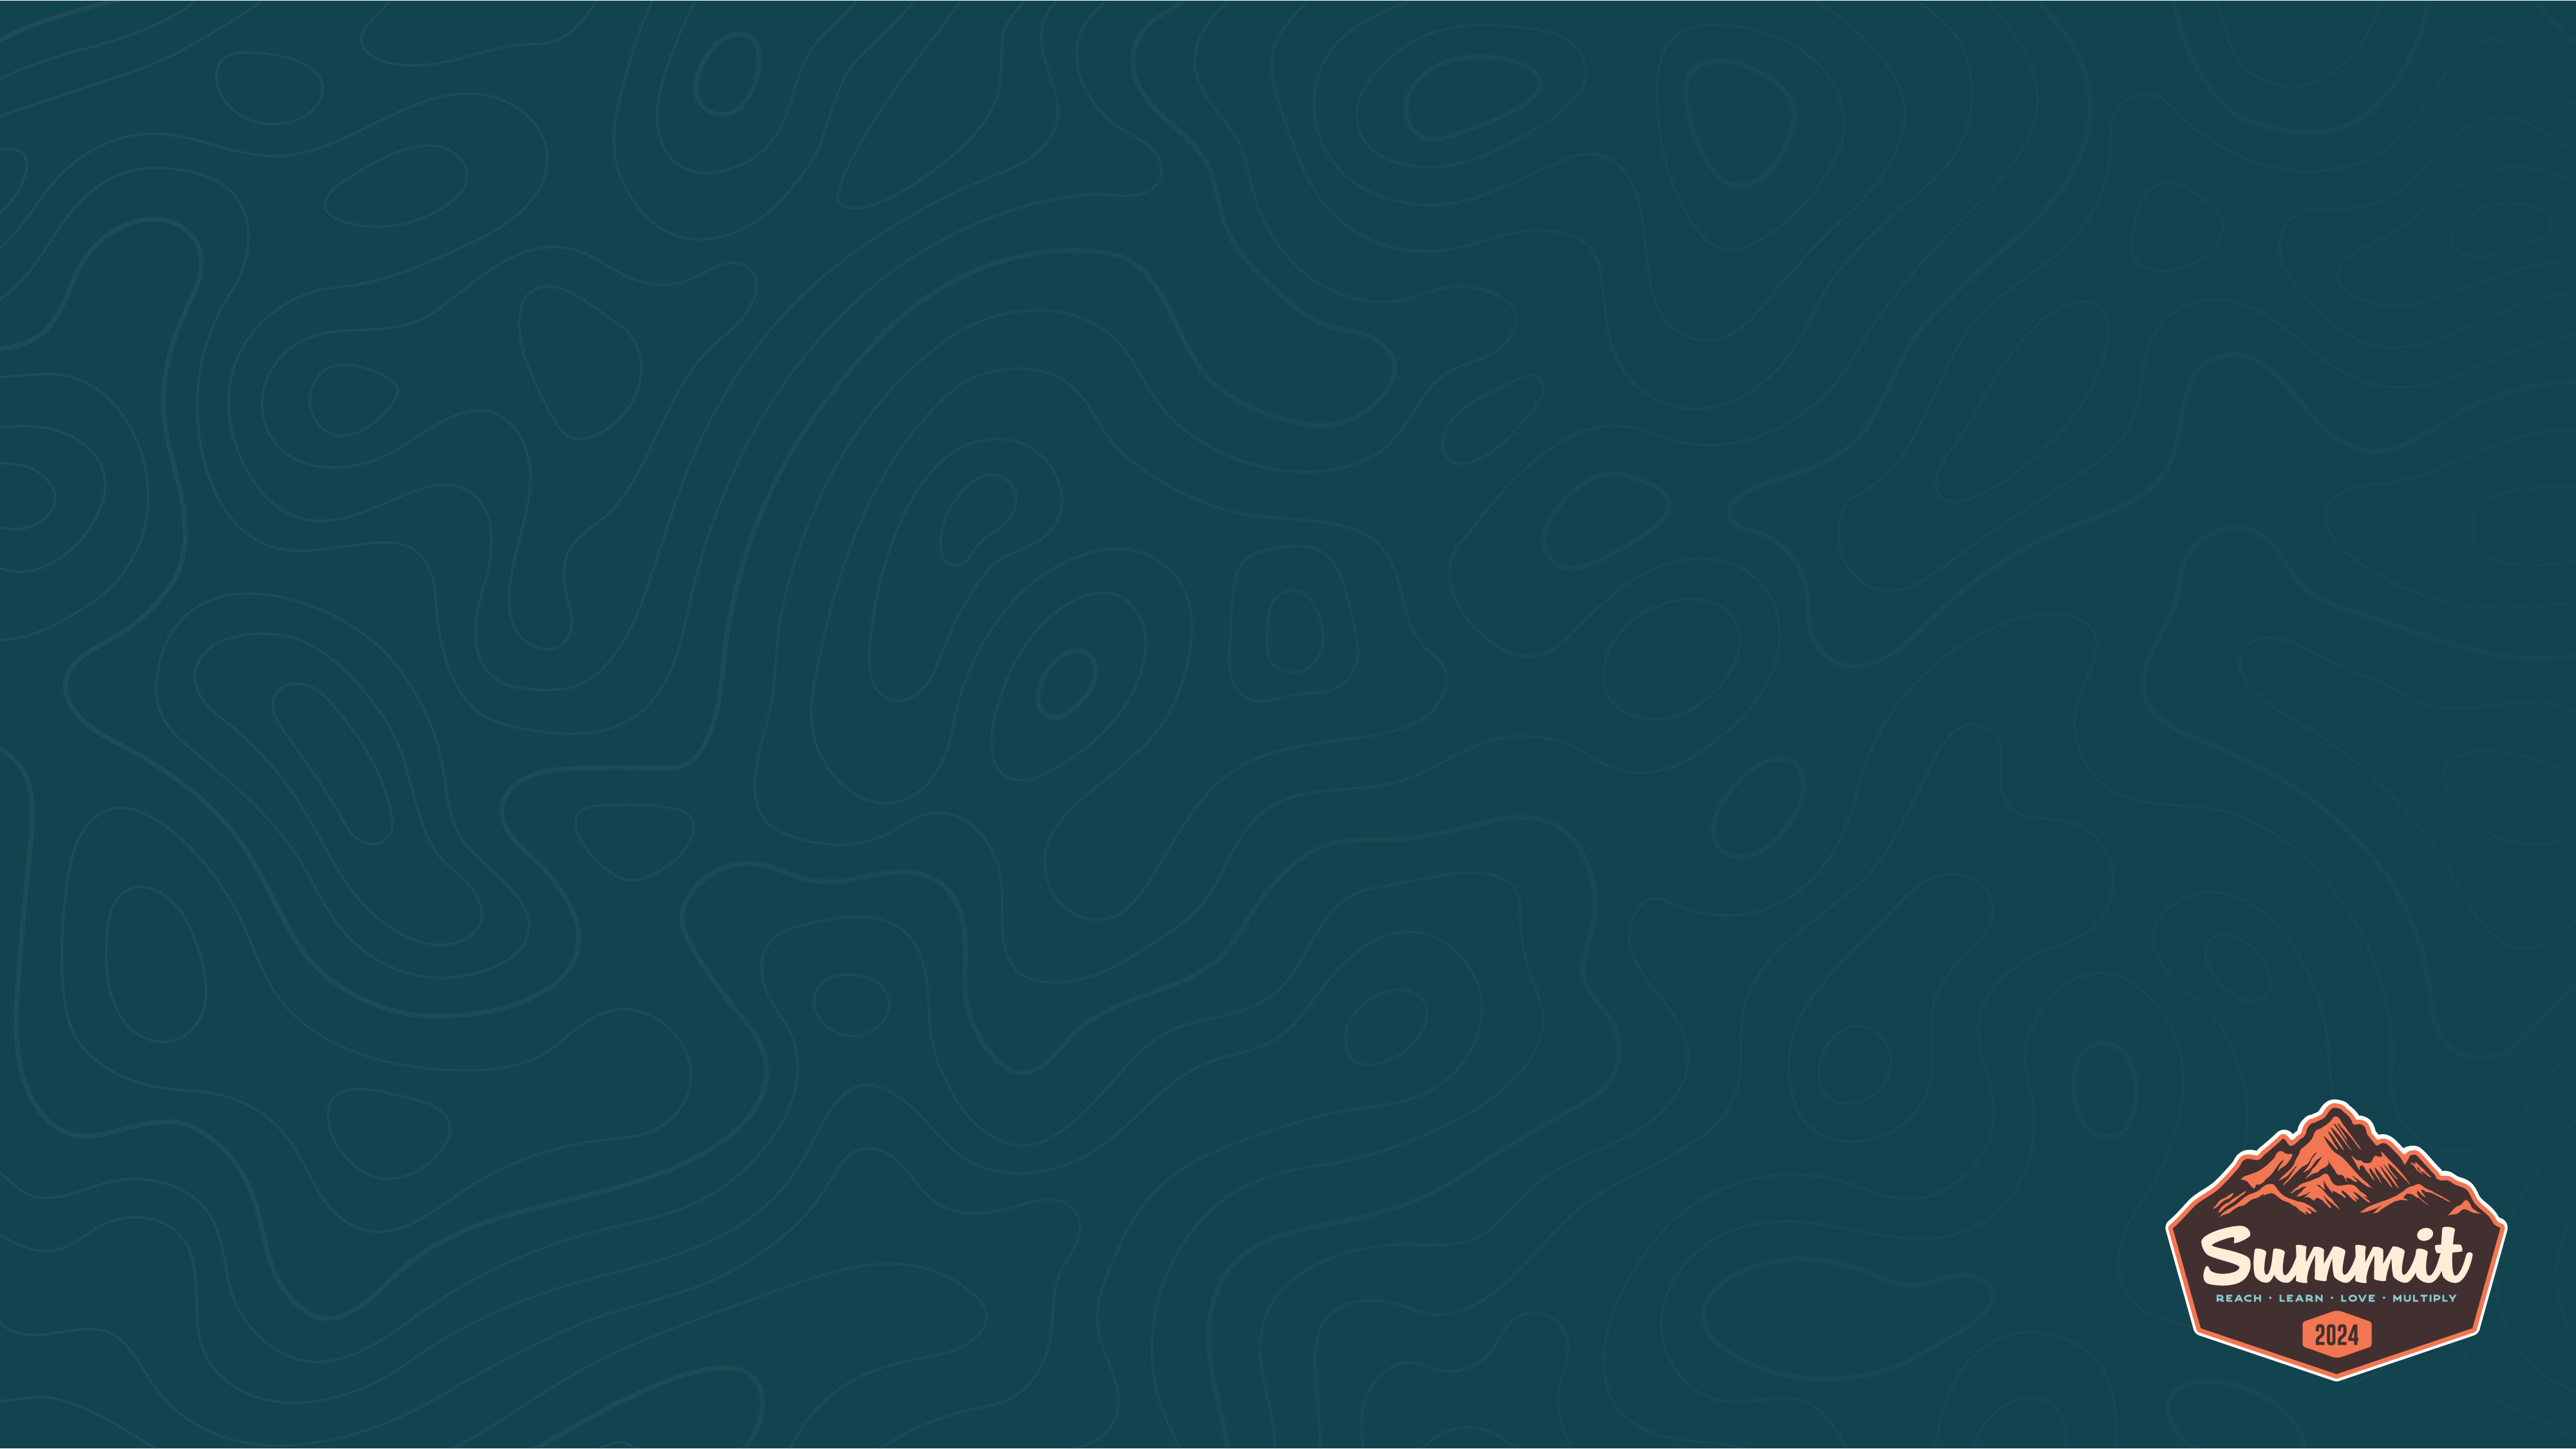 Summit
REACH · LEARN · LOVE · MULTIPLY
2024